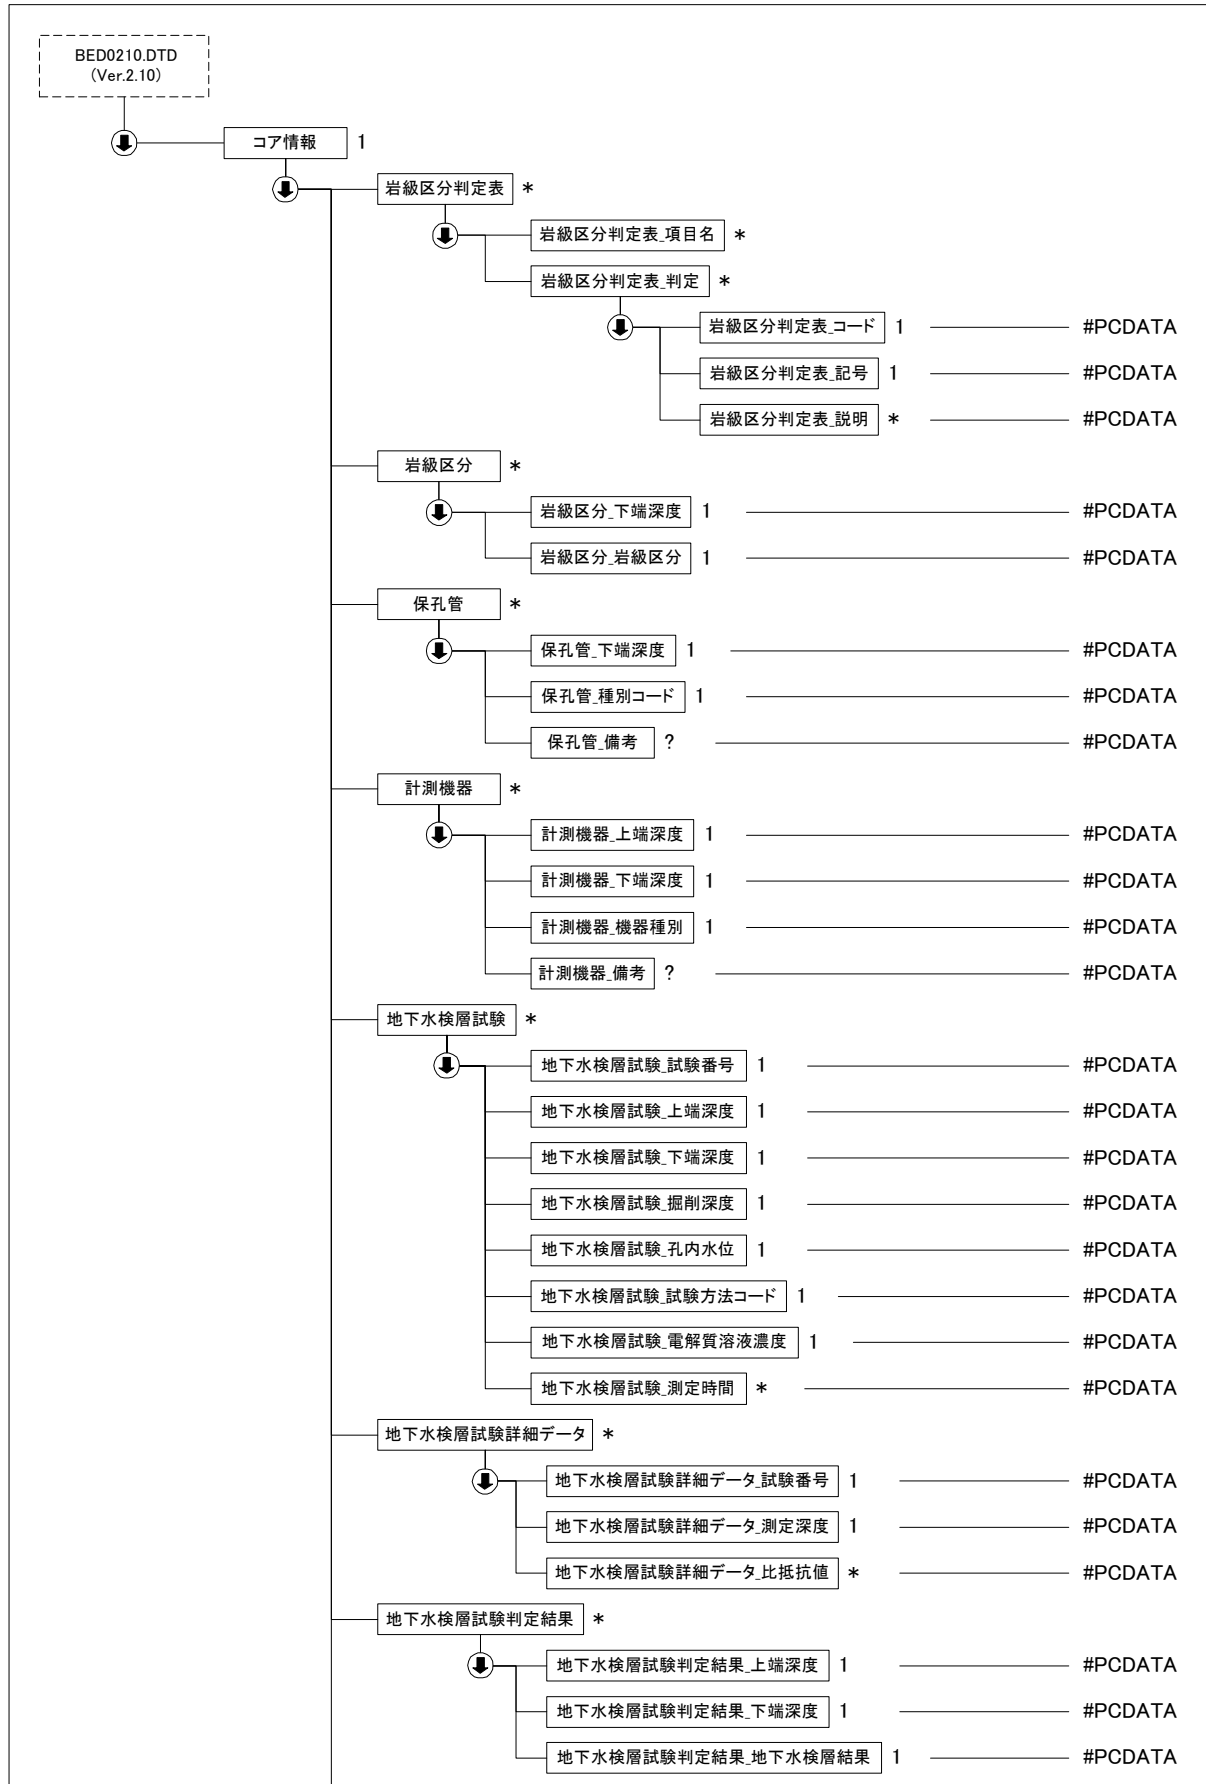 BED0210.DTD
(Ver.2.10)
コア情報 1
岩級区分判定表 *
岩級区分判定表_項目名 *
岩級区分判定表_判定 *
岩級区分判定表_コード 1 #PCDATA
岩級区分判定表_記号 1 #PCDATA
岩級区分判定表_説明 * #PCDATA
岩級区分 *
岩級区分_下端深度 1 #PCDATA
岩級区分_岩級区分 1 #PCDATA
保孔管 *
保孔管_下端深度 1 #PCDATA
保孔管_種別コード 1 #PCDATA
保孔管_備考 ? #PCDATA
計測機器 *
計測機器_上端深度 1 #PCDATA
計測機器_下端深度 1 #PCDATA
計測機器_機器種別 1 #PCDATA
計測機器_備考 ? #PCDATA
地下水検層試験 *
地下水検層試験_試験番号 1 #PCDATA
地下水検層試験_上端深度 1 #PCDATA
地下水検層試験_下端深度 1 #PCDATA
地下水検層試験_掘削深度 1 #PCDATA
地下水検層試験_孔内水位 1 #PCDATA
地下水検層試験_試験方法コード 1 #PCDATA
地下水検層試験_電解質溶液濃度 1 #PCDATA
地下水検層試験_測定時間 * #PCDATA
地下水検層試験詳細データ *
地下水検層試験詳細データ_試験番号 1 #PCDATA
地下水検層試験詳細データ_測定深度 1 #PCDATA
地下水検層試験詳細データ_比抵抗値 * #PCDATA
地下水検層試験判定結果 *
地下水検層試験判定結果_上端深度 1 #PCDATA
地下水検層試験判定結果_下端深度 1 #PCDATA
地下水検層試験判定結果_地下水検層結果 1 #PCDATA